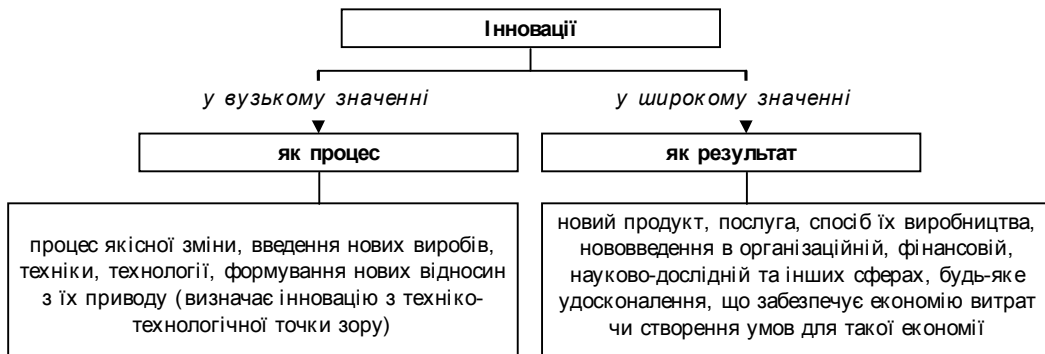 Інновації
у вузькому значенні
у широкому значенні
як процес
як результат
процес якісної зміни, введення нових виробів,
техніки, технології, формування нових відносин
з їх приводу (визначає інновацію з техніко-
технологічної точки зору)
новий продукт, послуга, спосіб їх виробництва,
нововведення в організаційній, фінансовій,
науково-дослідній та інших сферах, будь-яке
удосконалення, що забезпечує економію витрат
чи створення умов для такої економії